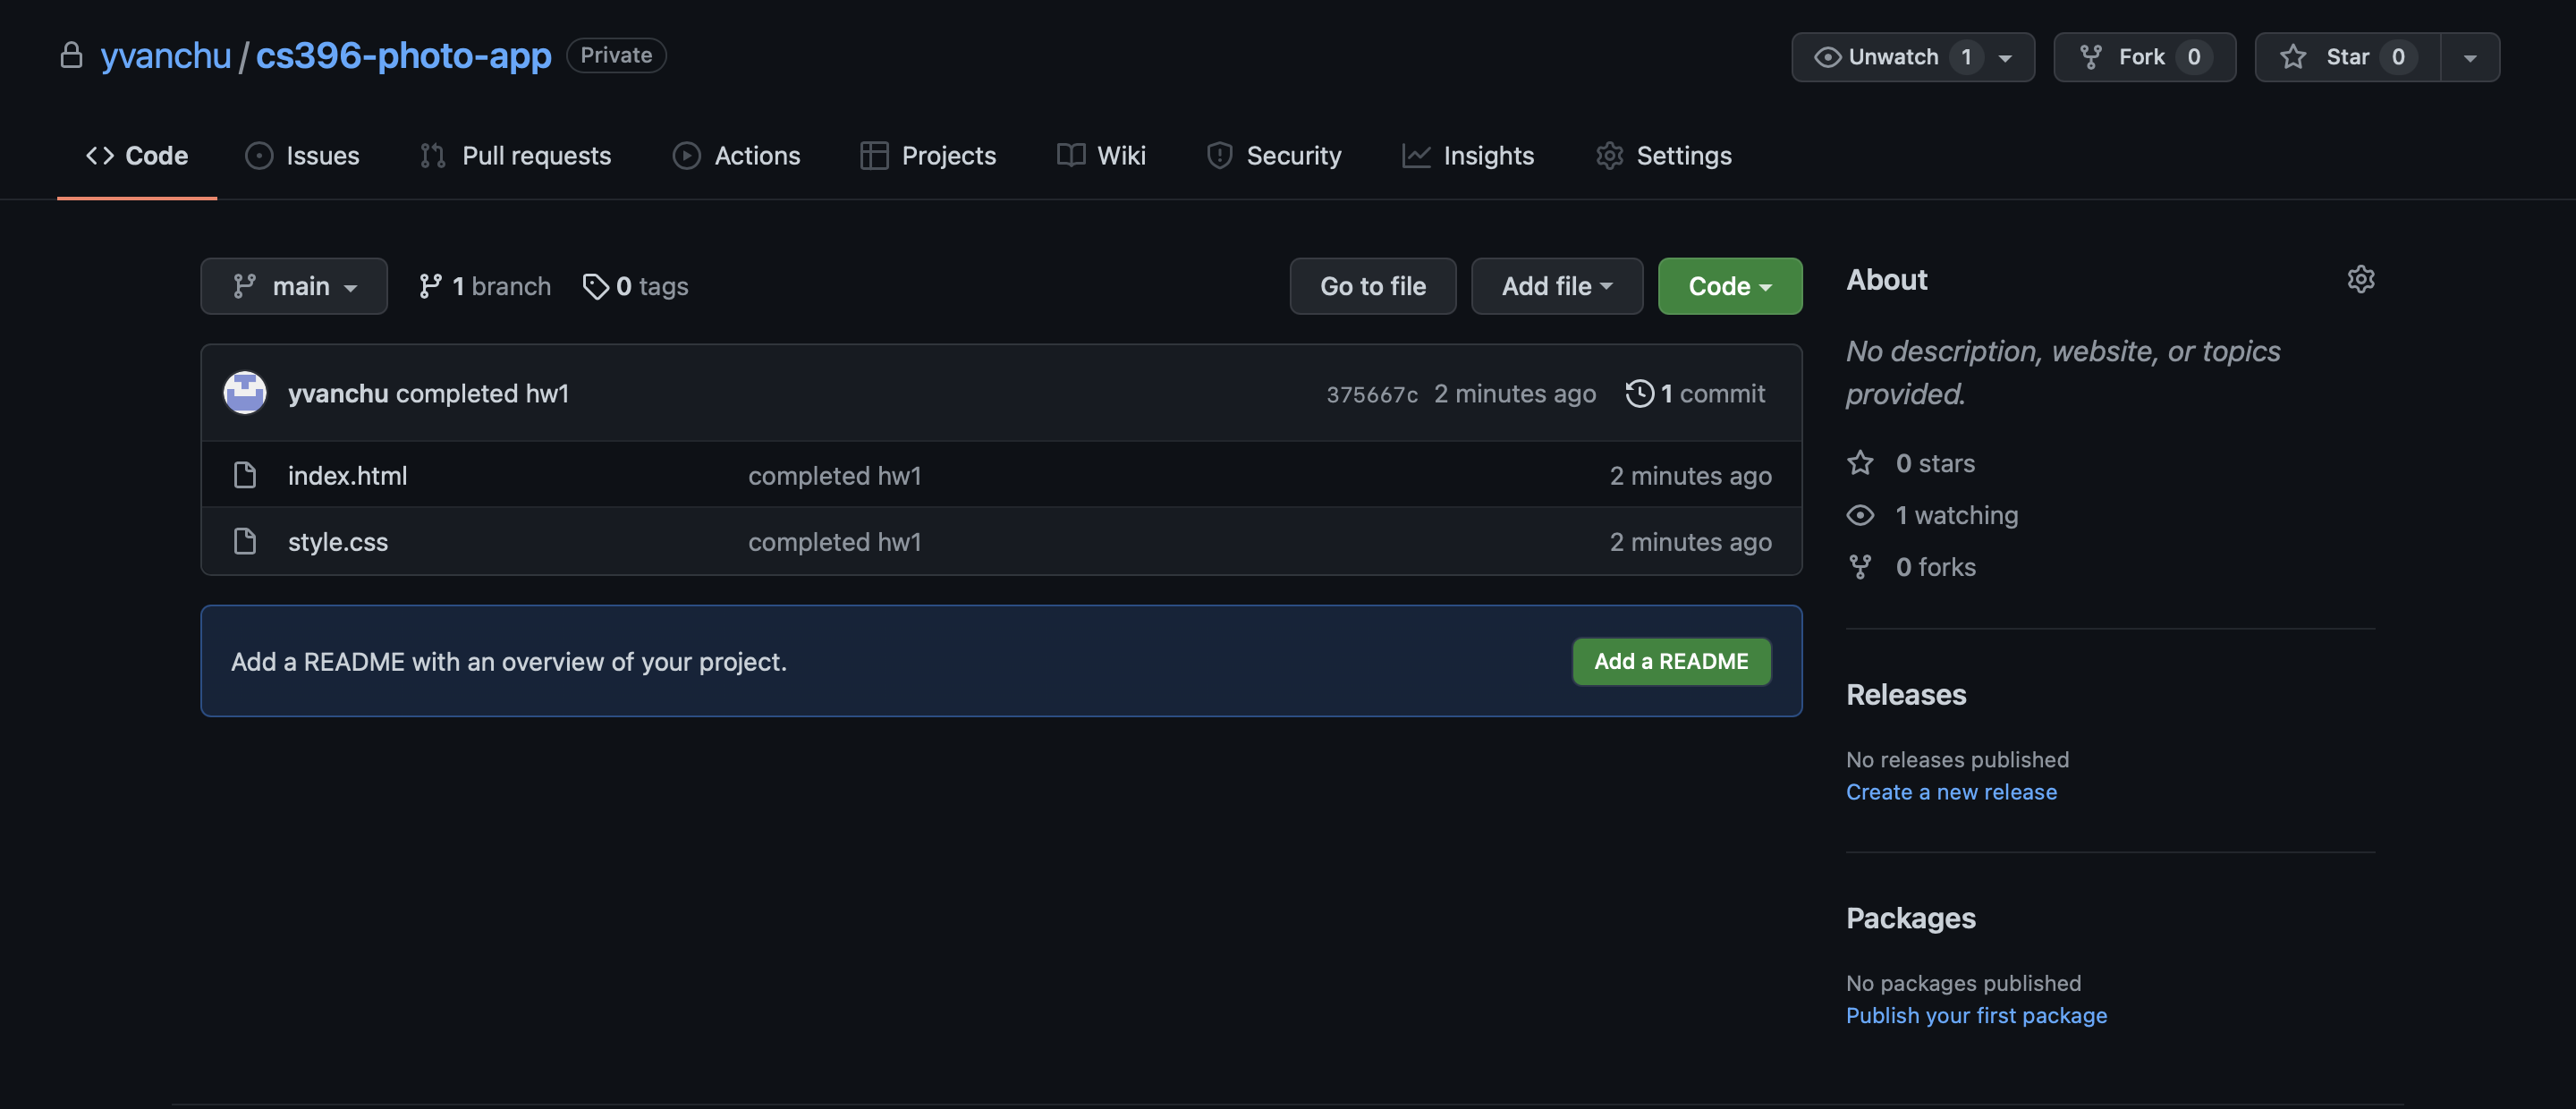 yvanchu / cs396-photo-app Private Unwatch 1 Fork 0 Star 0
Code Issues Pull requests Actions Projects Wiki Security Insights Settings
main 1 branch 0 tags Go to file Add file Code
yvanchu completed hw1 375667c 2 minutes ago 1 commit
index.html completed hw1 2 minutes ago
style.css completed hw1 2 minutes ago
Add a README with an overview of your project. Add a README
About
No description, website, or topics
provided.
0 stars
1 watching
0 forks
Releases
No releases published
Create a new release
Packages
No packages published
Publish your first package